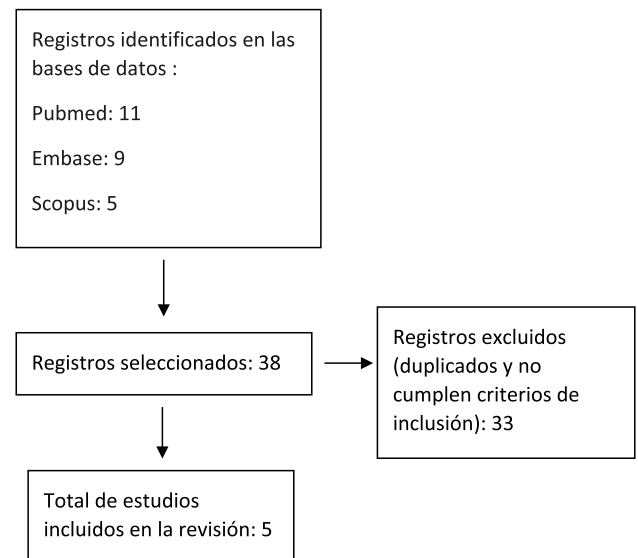 Registros identificados en las
bases de datos :
Pubmed: 11
Embase: 9
Scopus: 5
Registros seleccionados: 38
Registros excluidos
(duplicados y no
cumplen criterios de
inclusión): 33
Total de estudios
incluidos en la revisión: 5